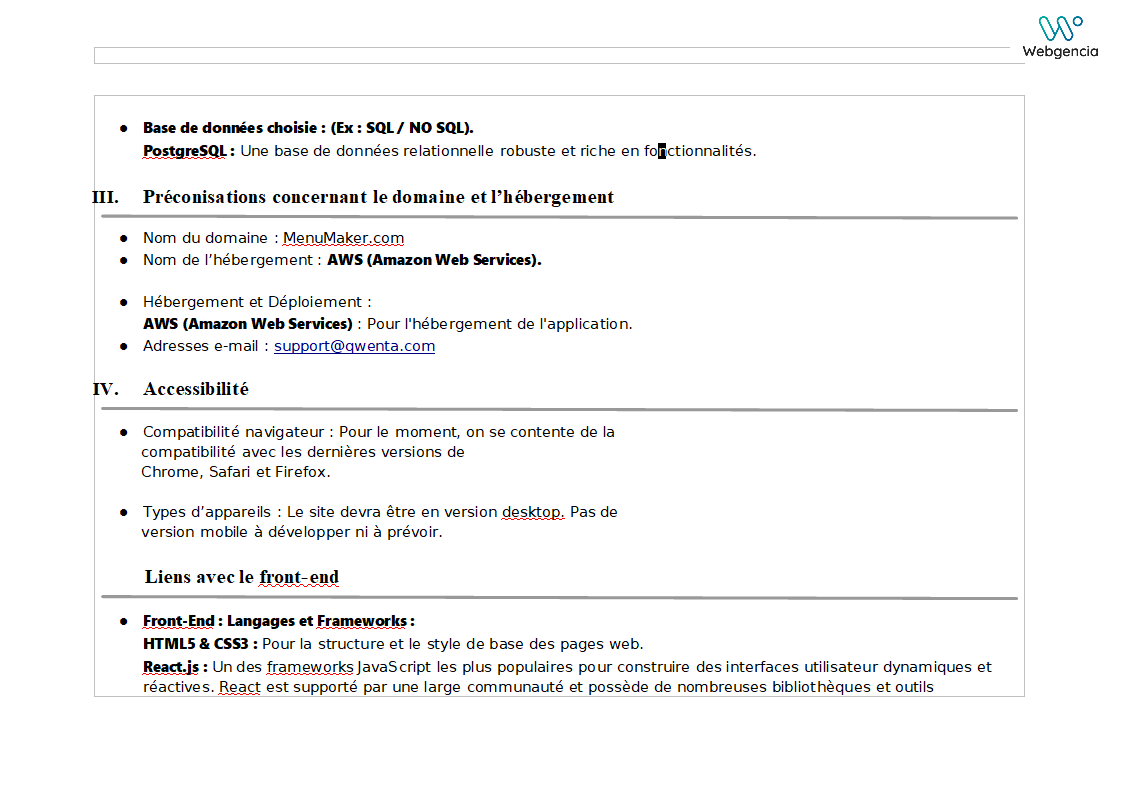 Webgencia
● Base de données choisie : (Ex : SQL / NO SQL).
PostgreSQL : Une base de données relationnelle robuste et riche en fonctionnalités.
III. Préconisations concernant le domaine et l’hébergement
● Nom du domaine : MenuMaker.com
● Nom de l’hébergement : AWS (Amazon Web Services).
● Hébergement et Déploiement :
AWS (Amazon Web Services) : Pour l'hébergement de l'application.
● Adresses e-mail : support@qwenta.com
IV. Accessibilité
● Compatibilité navigateur : Pour le moment, on se contente de la
compatibilité avec les dernières versions de
Chrome, Safari et Firefox.
● Types d’appareils : Le site devra être en version desktop. Pas de
version mobile à développer ni à prévoir.
Liens avec le front-end
● Front-End : Langages et Frameworks :
HTML5 & CSS3 : Pour la structure et le style de base des pages web.
React.js : Un des frameworks JavaScript les plus populaires pour construire des interfaces utilisateur dynamiques et
réactives. React est supporté par une large communauté et possède de nombreuses bibliothèques et outils